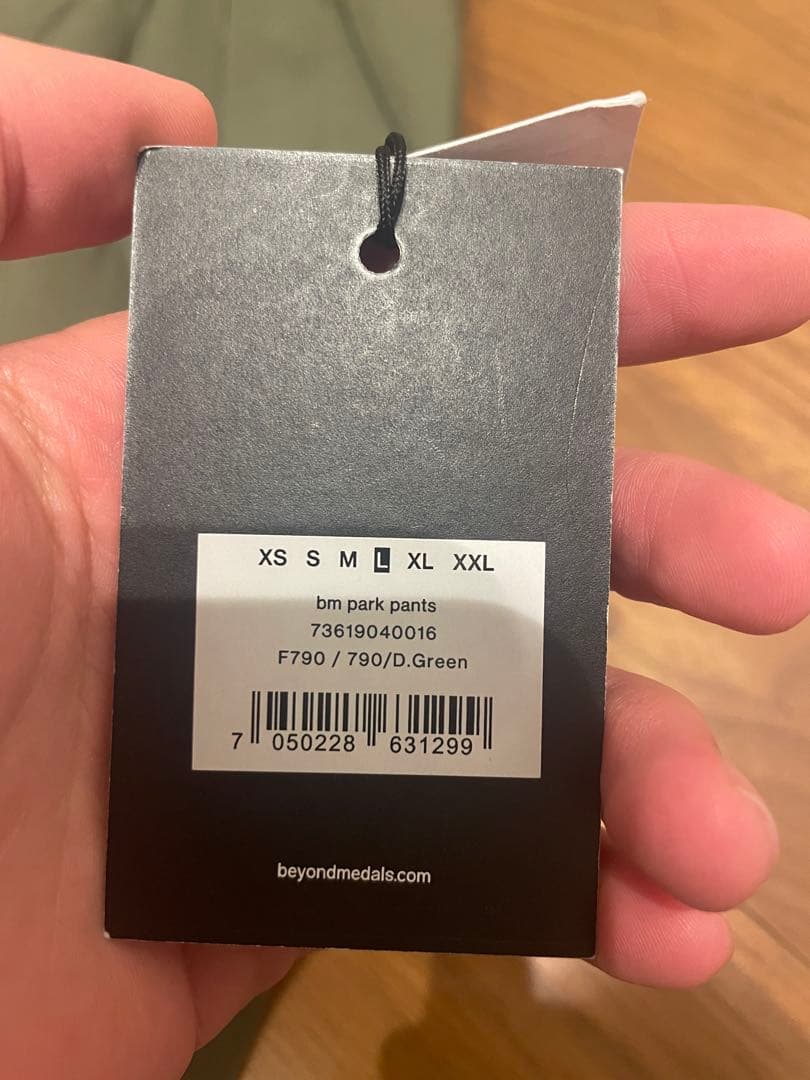 XS S M L XL XXL
bm park pants
73619040016
F790 / 790/D.Green
7 050228 631299
beyondmedals.com